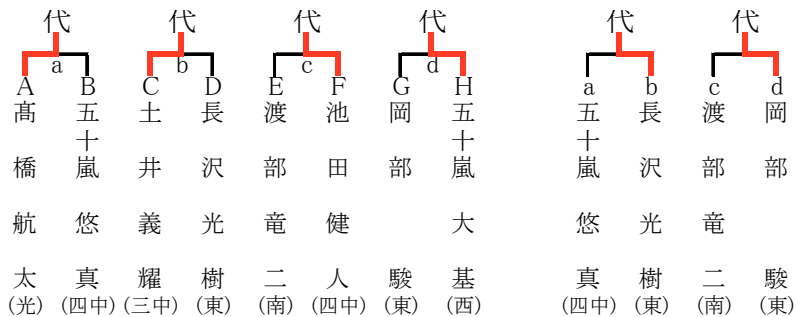 代 代 代 代 代 代
a b c d
A B C D E F G H a b c d
髙橋航太(光)
五十嵐悠真(四中)
土井義耀(三中)
長沢光樹(東)
渡部竜二(南)
池田健人(四中)
岡部駿(東)
五十嵐大基(西)
五十嵐悠真(四中)
長沢光樹(東)
渡部竜二(南)
岡部駿(東)